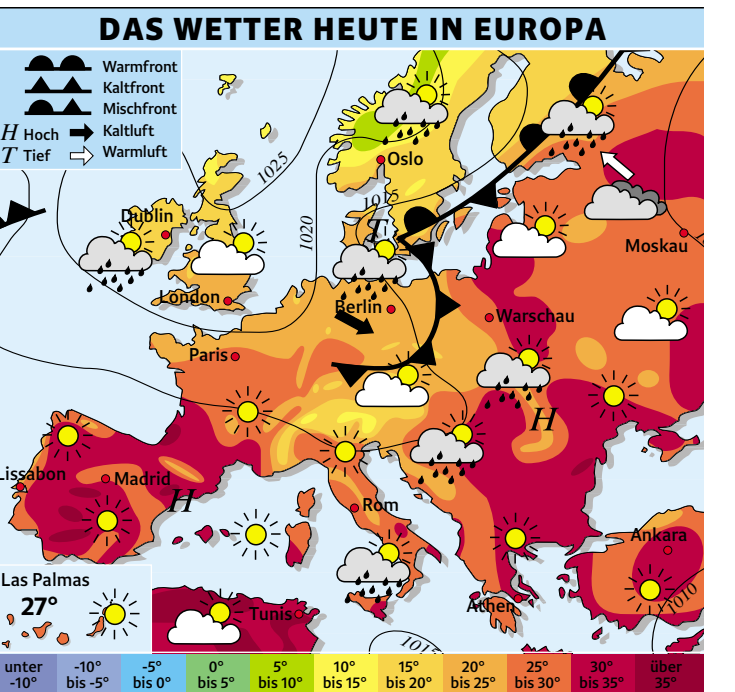 DAS WETTER HEUTE IN EUROPA
Warmfront
Kaltfront
Mischfront
H Hoch Kaltluft
T Tief Warmluft
1025
Oslo
1015
Dublin
1020
T
Moskau
London
Berlin
Warschau
Paris
H
Lissabon
Madrid
H
Rom
Ankara
Las Palmas
27°
Tunis
Athen
1010
1015
unter -10°
-10° bis -5°
-5° bis 0°
0° bis 5°
5° bis 10°
10° bis 15°
15° bis 20°
20° bis 25°
25° bis 30°
30° bis 35°
über 35°